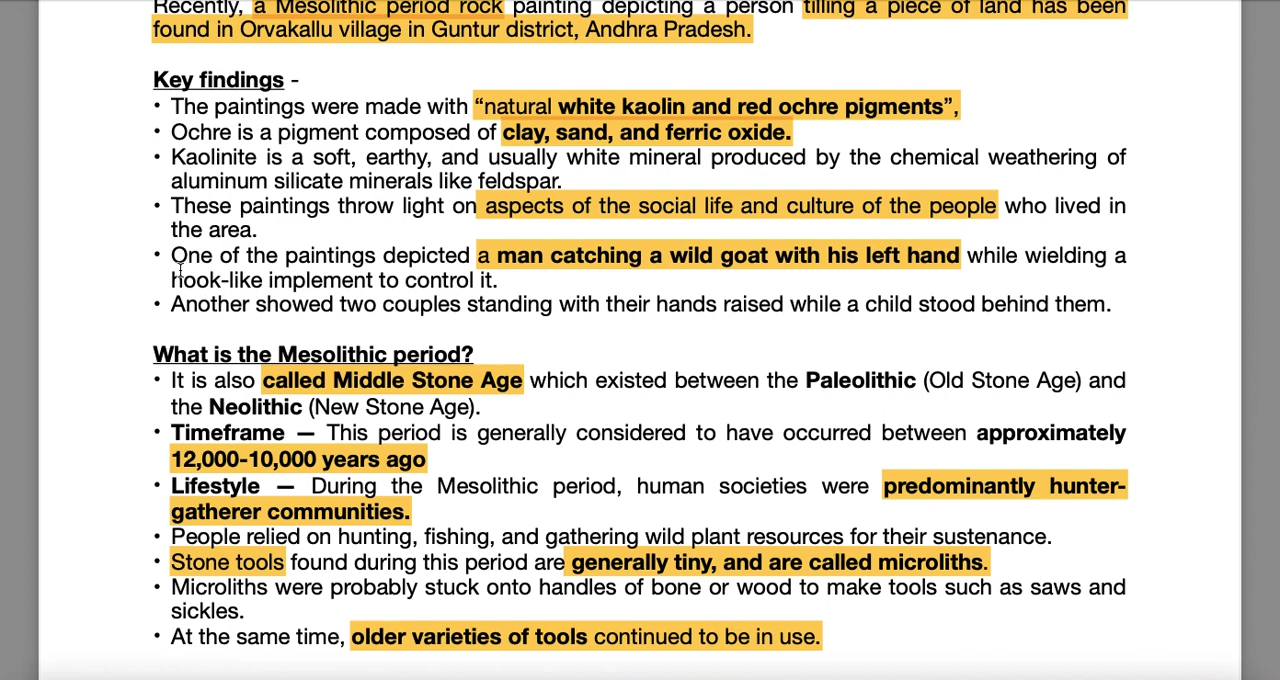 Recently, a Mesolithic period rock painting depicting a person tilling a piece of land has been
found in Orvakallu village in Guntur district, Andhra Pradesh.
Key findings -
• The paintings were made with “natural white kaolin and red ochre pigments”,
• Ochre is a pigment composed of clay, sand, and ferric oxide.
• Kaolinite is a soft, earthy, and usually white mineral produced by the chemical weathering of
aluminum silicate minerals like feldspar.
• These paintings throw light on aspects of the social life and culture of the people who lived in
the area.
• One of the paintings depicted a man catching a wild goat with his left hand while wielding a
hook-like implement to control it.
• Another showed two couples standing with their hands raised while a child stood behind them.
What is the Mesolithic period?
• It is also called Middle Stone Age which existed between the Paleolithic (Old Stone Age) and
the Neolithic (New Stone Age).
• Timeframe — This period is generally considered to have occurred between approximately
12,000-10,000 years ago
• Lifestyle — During the Mesolithic period, human societies were predominantly hunter-
gatherer communities.
• People relied on hunting, fishing, and gathering wild plant resources for their sustenance.
• Stone tools found during this period are generally tiny, and are called microliths.
• Microliths were probably stuck onto handles of bone or wood to make tools such as saws and
sickles.
• At the same time, older varieties of tools continued to be in use.